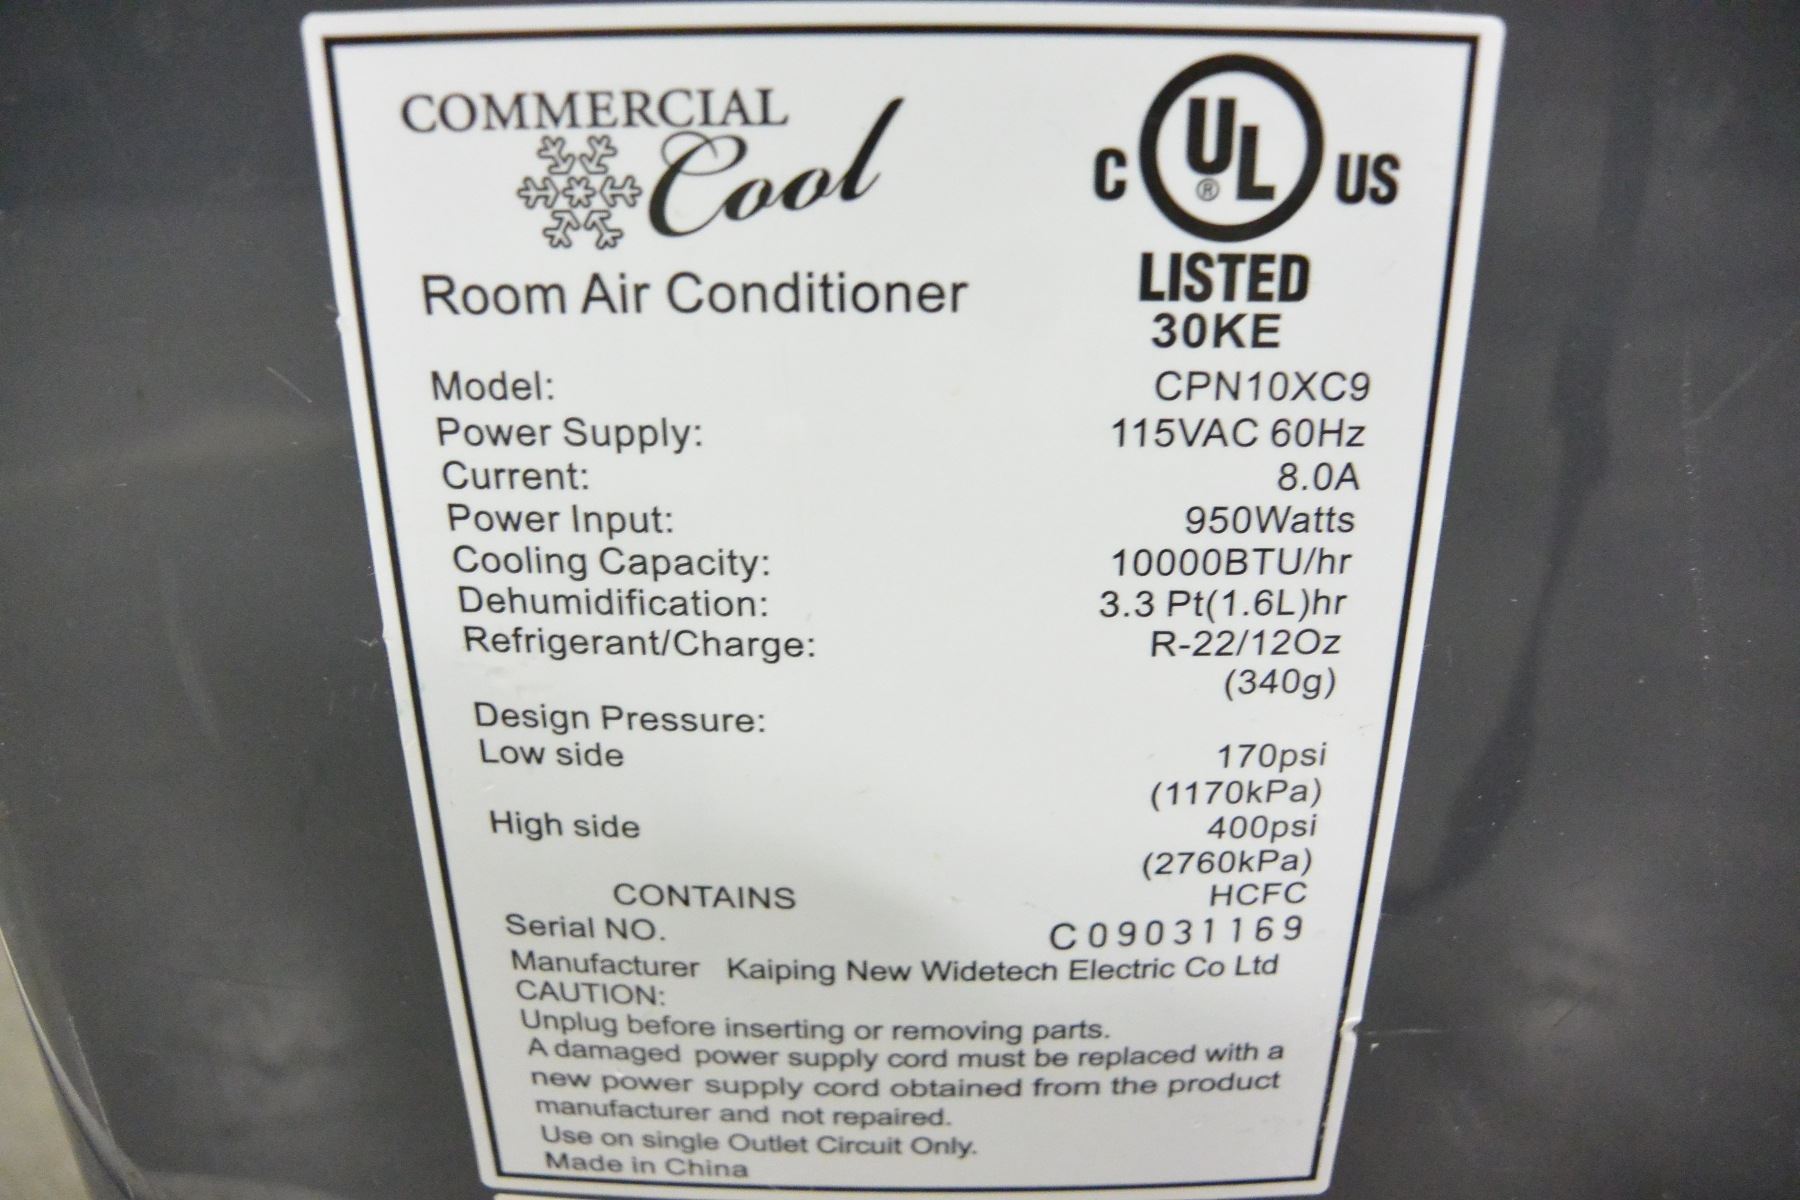 COMMERCIAL
Cool
C UL ® US
LISTED
30KE
Room Air Conditioner
Model: CPN10XC9
Power Supply: 115VAC 60Hz
Current: 8.0A
Power Input: 950Watts
Cooling Capacity: 10000BTU/hr
Dehumidification: 3.3 Pt(1.6L)hr
Refrigerant/Charge: R-22/12Oz
(340g)
Design Pressure:
Low side 170psi
(1170kPa)
High side 400psi
(2760kPa)
CONTAINS HCFC
Serial NO. C09031169
Manufacturer Kaiping New Widetech Electric Co Ltd
CAUTION:
Unplug before inserting or removing parts.
A damaged power supply cord must be replaced with a
new power supply cord obtained from the product
manufacturer and not repaired.
Use on single Outlet Circuit Only.
Made in China